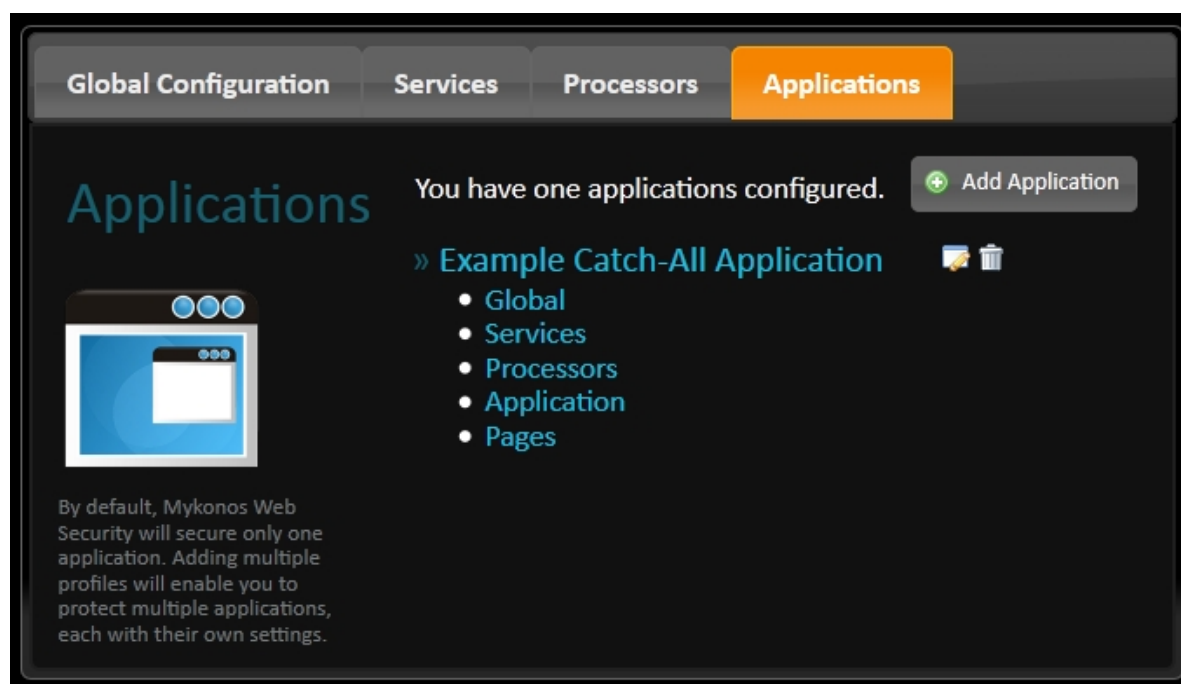 Global Configuration
Services
Processors
Applications
Applications
You have one applications configured.
Add Application
» Example Catch-All Application
• Global
• Services
• Processors
• Application
• Pages
By default, Mykonos Web
Security will secure only one
application. Adding multiple
profiles will enable you to
protect multiple applications,
each with their own settings.